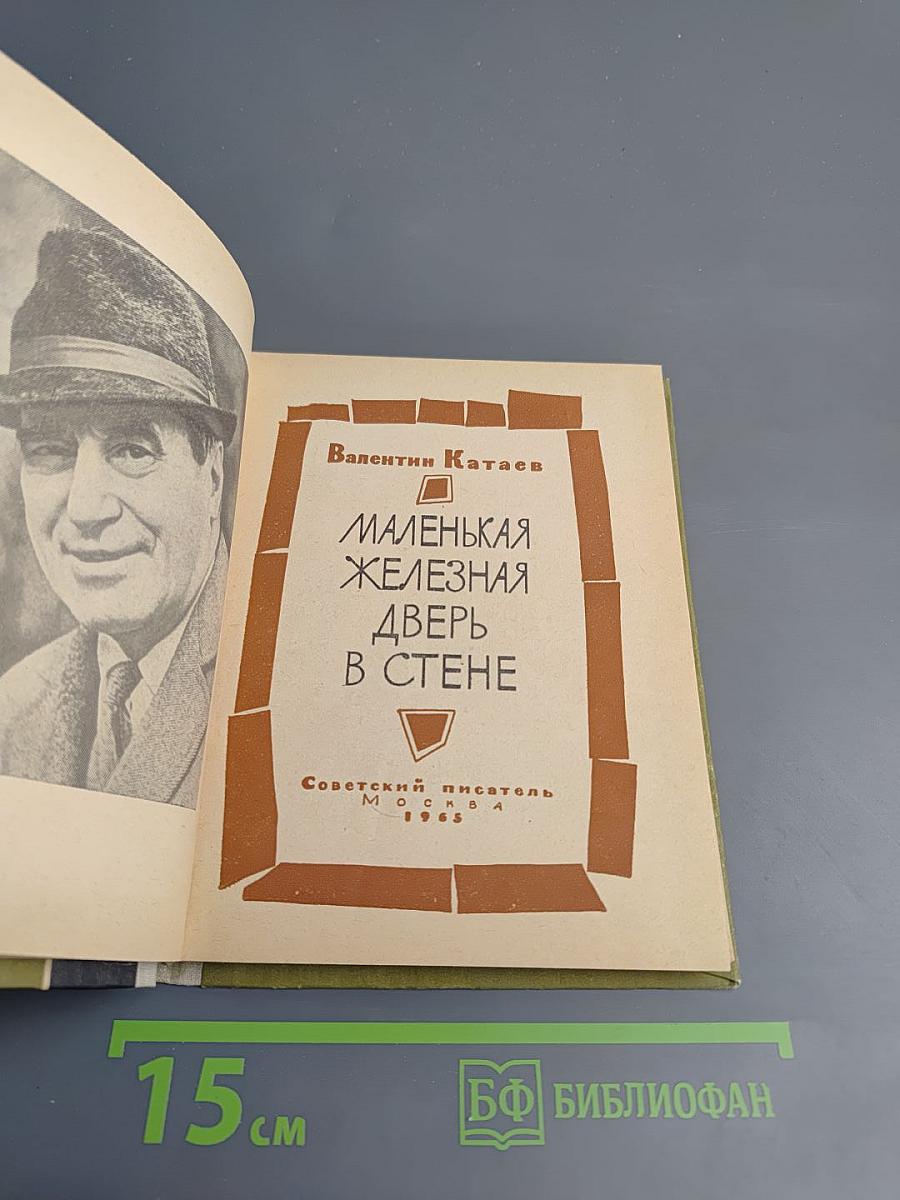 Валентин Катаев
МАЛЕНЬКАЯ
ЖЕЛЕЗНАЯ
ДВЕРЬ
В СТЕНЕ
Советский писатель
Москва
1965
15 см
БФ БИБЛИОФАН